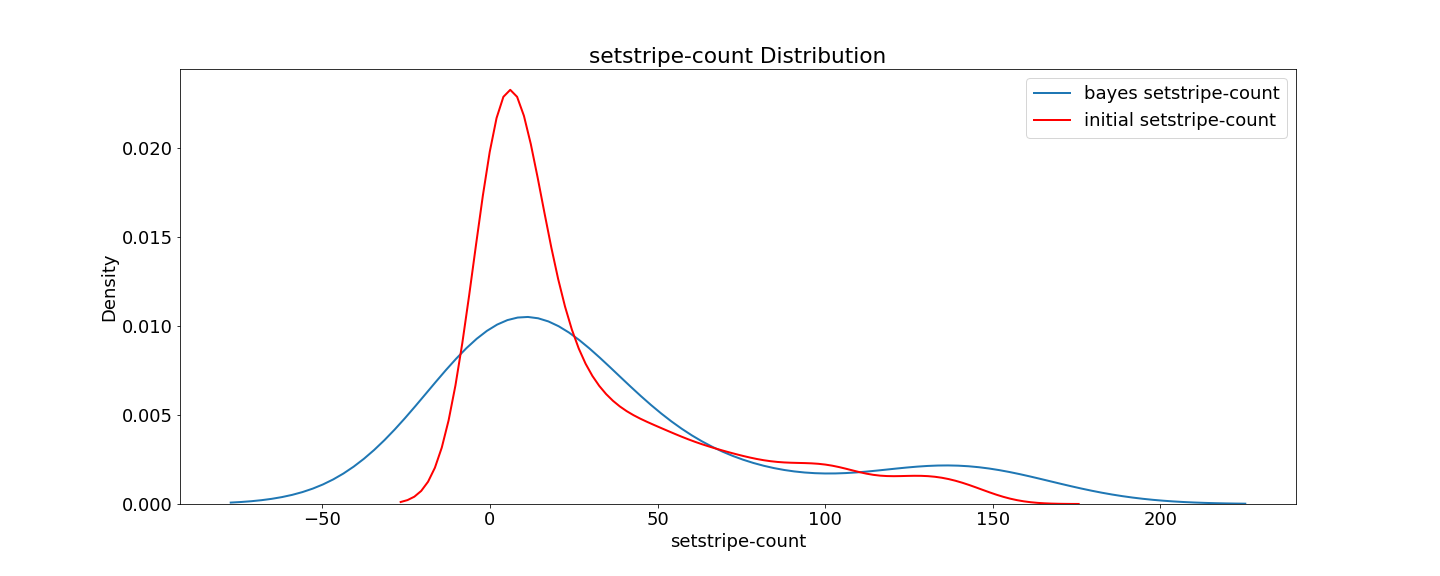 setstripe-count Distribution
bayes setstripe-count
initial setstripe-count
0.020
0.015
0.010
0.005
0.000
Density
−50
0
50
100
150
200
setstripe-count